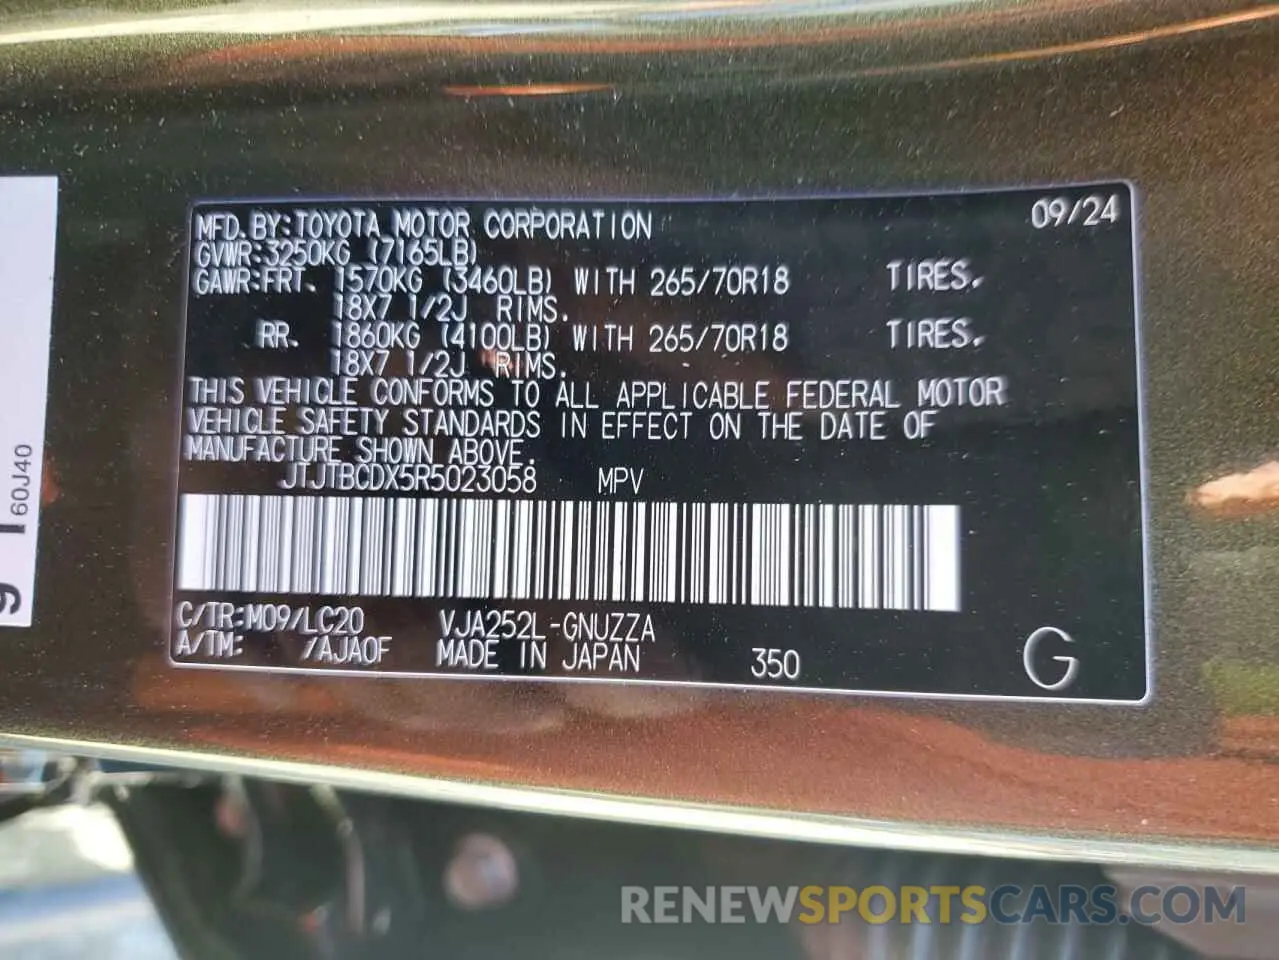 MFD. BY:TOYOTA MOTOR CORPORATION 09/24
GVWR:3250KG (7165LB)
GAWR:FRT. 1570KG (3460LB) WITH 265/70R18 TIRES.
18X7 1/2J RIMS.
RR. 1860KG (4100LB) WITH 265/70R18 TIRES.
18X7 1/2J RIMS.
THIS VEHICLE CONFORMS TO ALL APPLICABLE FEDERAL MOTOR
VEHICLE SAFETY STANDARDS IN EFFECT ON THE DATE OF
MANUFACTURE SHOWN ABOVE.
JTJTBCDX5R5023058 MPV
C/TR:M09/LC20 VJA252L-GNUZZA
A/TM: /AJA0F MADE IN JAPAN 350 G
60J40
RENEWSPORTSCARS.COM